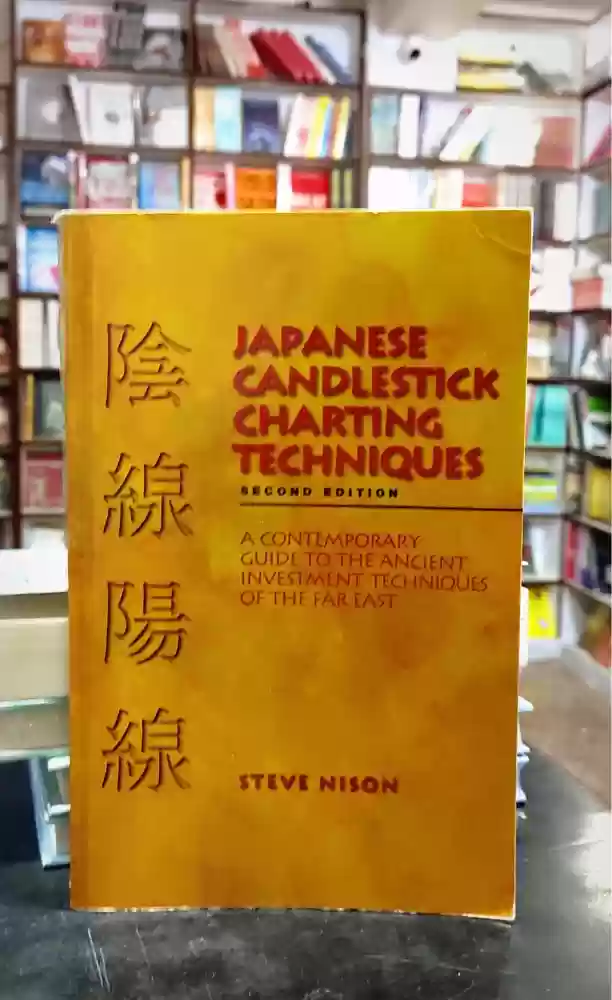 陰線陽線
JAPANESE
CANDLESTICK
CHARTING
TECHNIQUES
SECOND EDITION
A CONTEMPORARY
GUIDE TO THE ANCIENT
INVESTMENT TECHNIQUES
OF THE FAR EAST
STEVE NISON